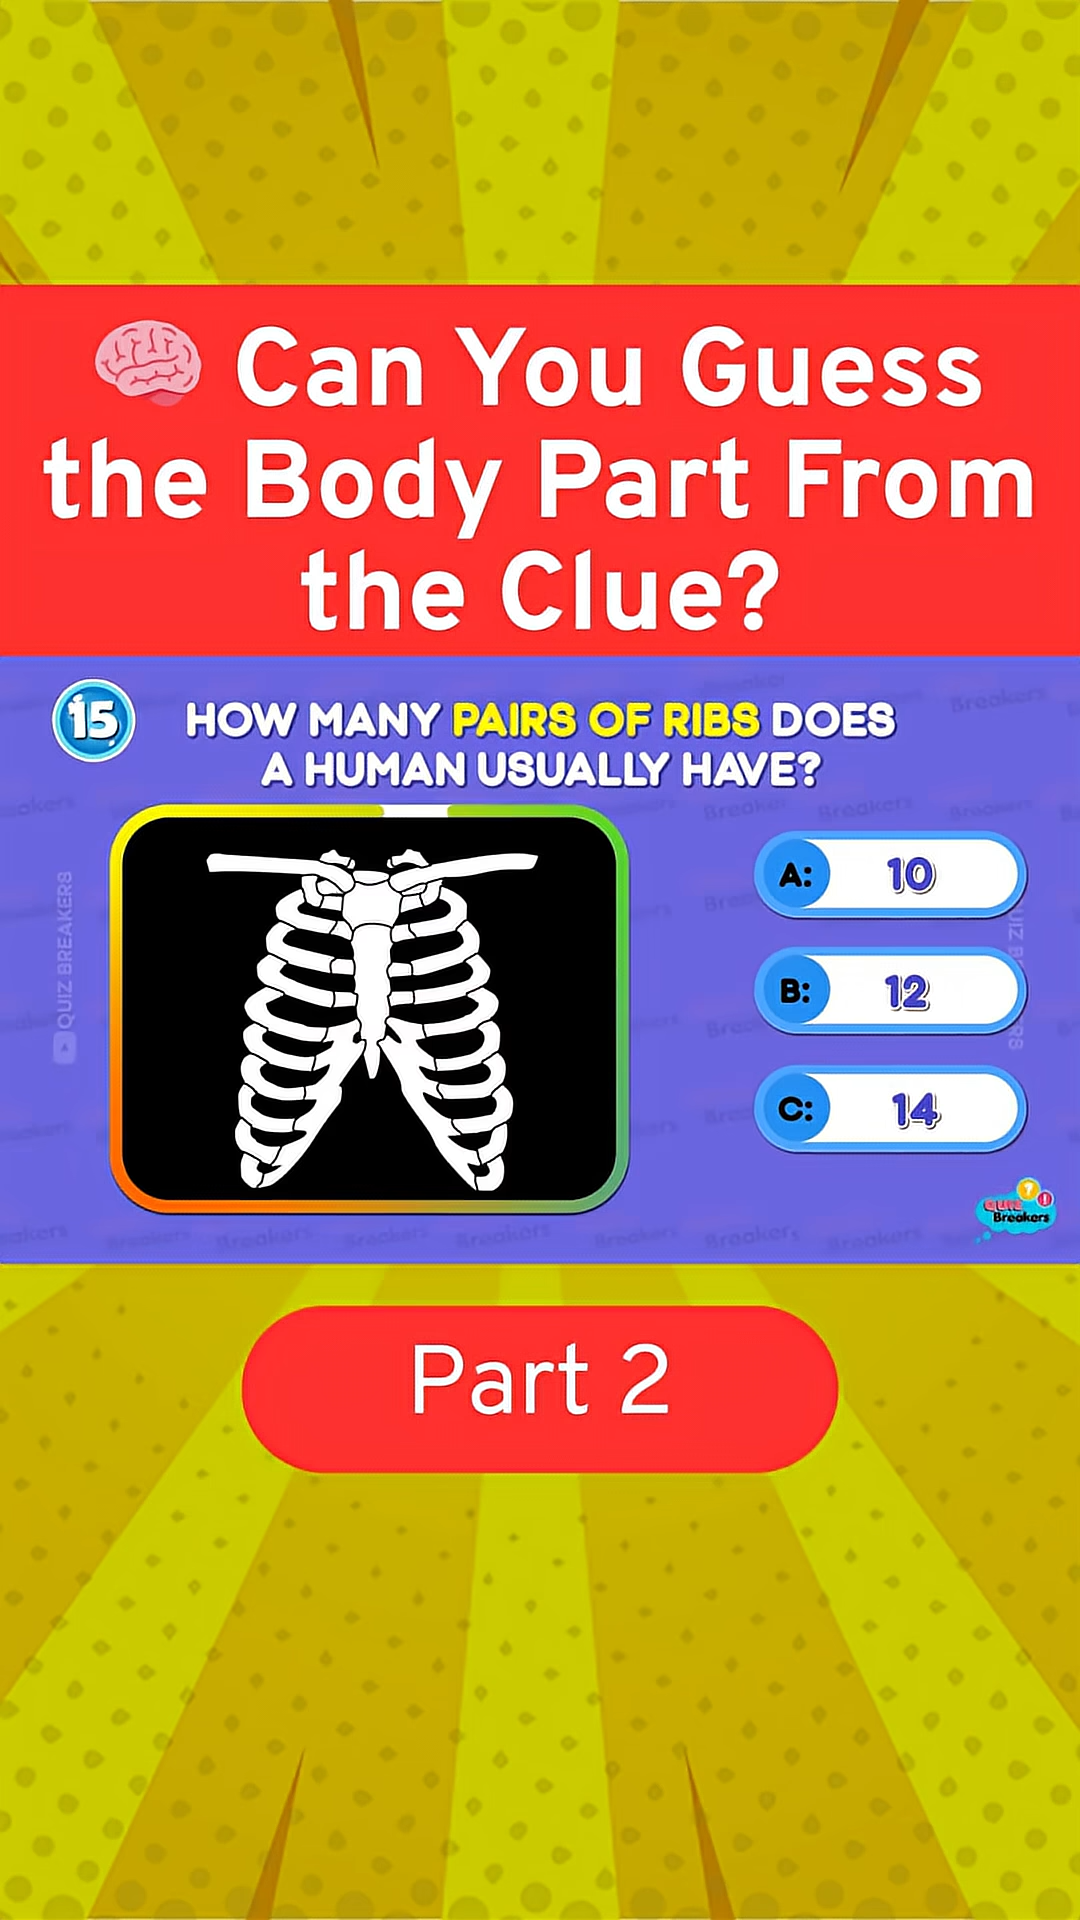 Can You Guess
the Body Part From
the Clue?
15
HOW MANY PAIRS OF RIBS DOES
A HUMAN USUALLY HAVE?
A: 10
B: 12
C: 14
QUIZ BREAKERS
QUIZ
Breakers
Part 2